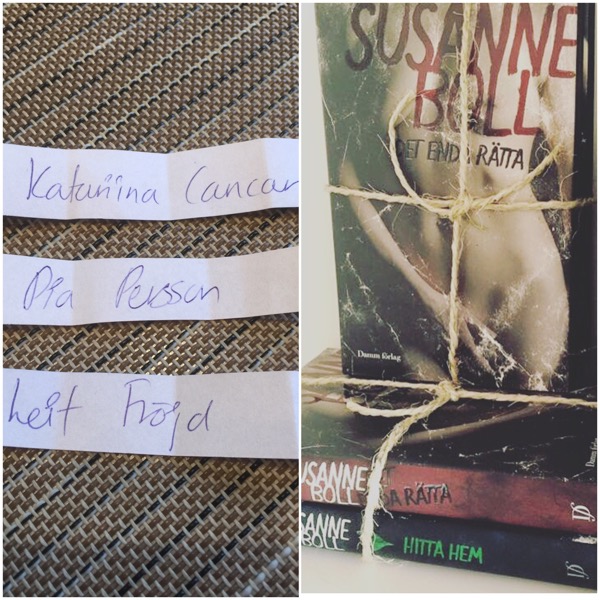 Katariina Cancar
Pia Persson
Leif Fröjd
SUSANNE
BOLL
DET ENDA RÄTTA
Damm förlag
USANNE
BOLL
RÄTTA
SANNE
BOLL
HITTA HEM